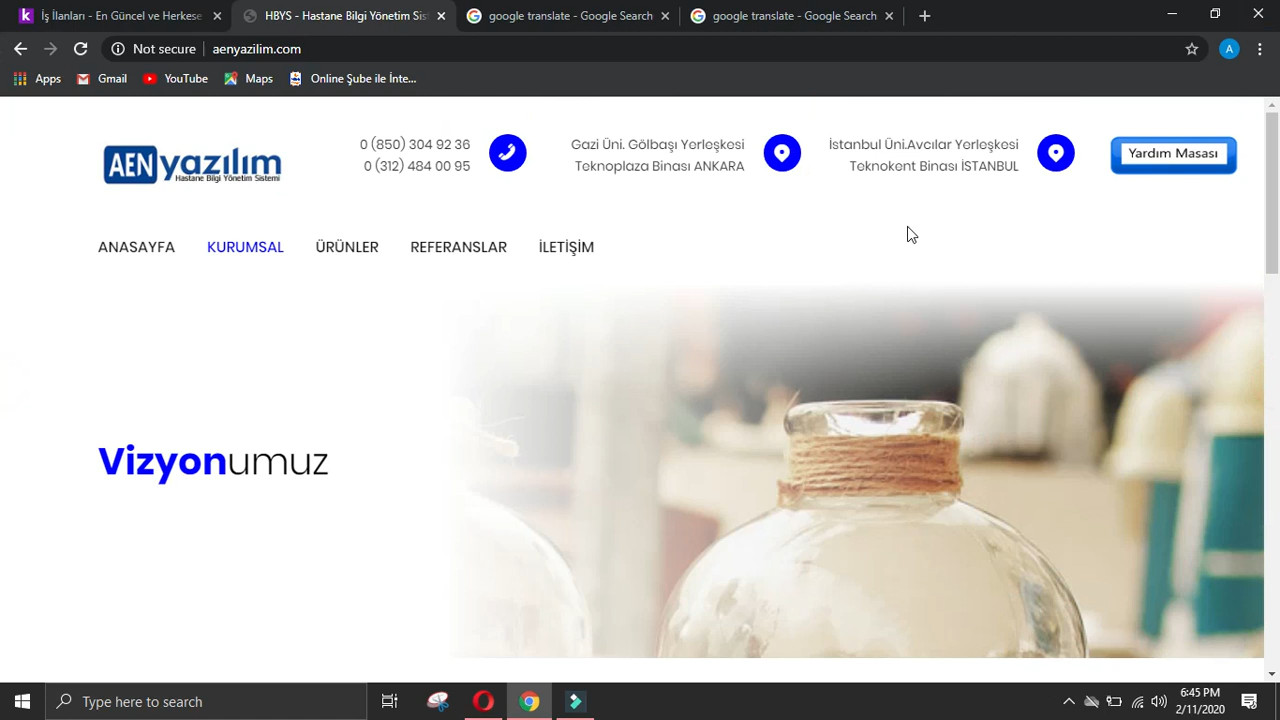 İş İlanları - En Güncel ve Herkese
HBYS - Hastane Bilgi Yönetim Sis
google translate - Google Search
google translate - Google Search
Not secure
aenyazilim.com
A
Apps
Gmail
YouTube
Maps
Online Şube ile İnte...
AENyazılım
Hastane Bilgi Yönetim Sistemi
0 (850) 304 92 36
0 (312) 484 00 95
Gazi Üni. Gölbaşı Yerleşkesi
Teknoplaza Binası ANKARA
İstanbul Üni.Avcılar Yerleşkesi
Teknokent Binası İSTANBUL
Yardım Masası
ANASAYFA
KURUMSAL
ÜRÜNLER
REFERANSLAR
İLETİŞİM
Vizyonumuz
Type here to search
6:45 PM
2/11/2020